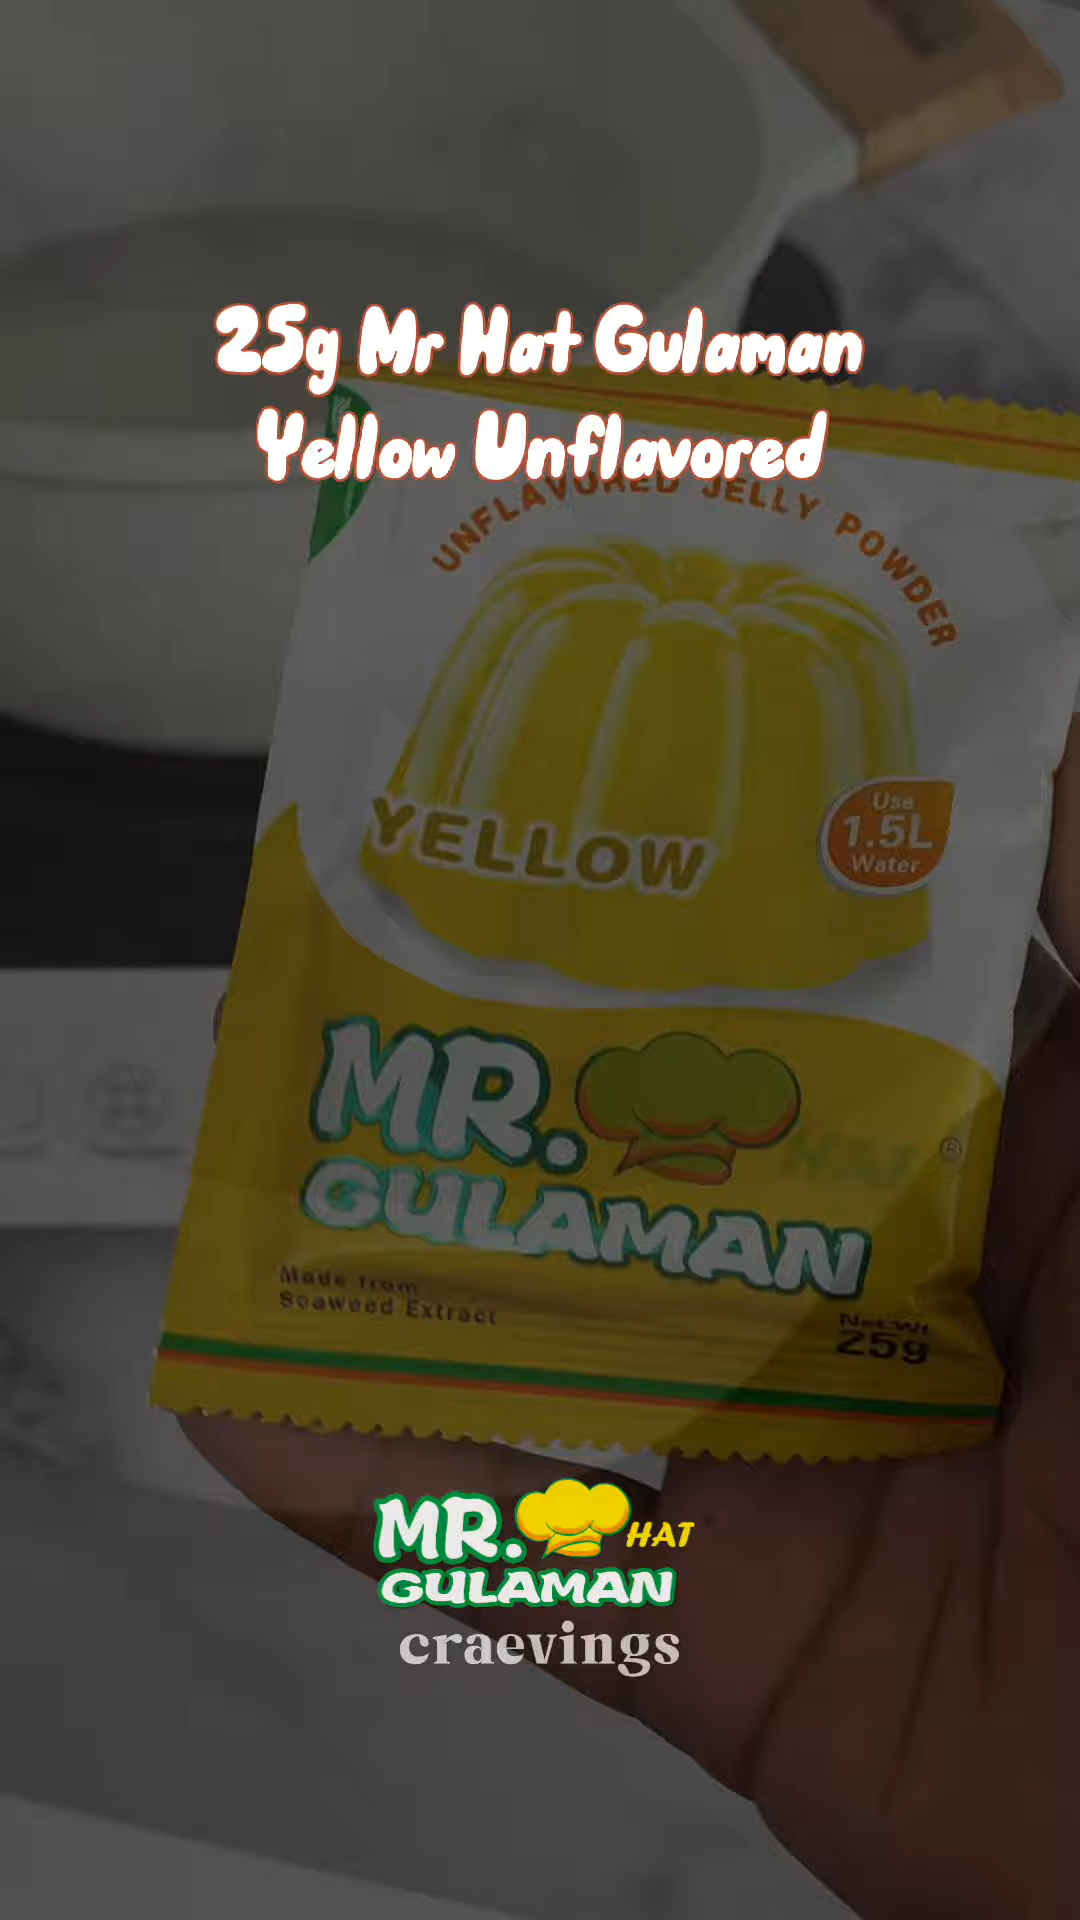 25g Mr Hat Gulaman
Yellow Unflavored
UNFLAVORED JELLY POWDER
YELLOW
Use
1.5L
Water
MR. HAT
®
GULAMAN
Made from
Seaweed Extract
Net Wt
25g
MR. HAT
GULAMAN
craevings